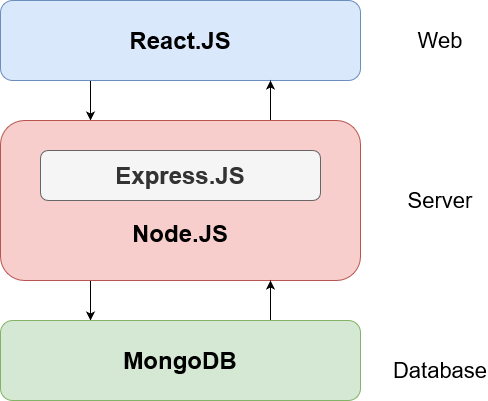 React.JS
Web
Express.JS
Node.JS
Server
MongoDB
Database